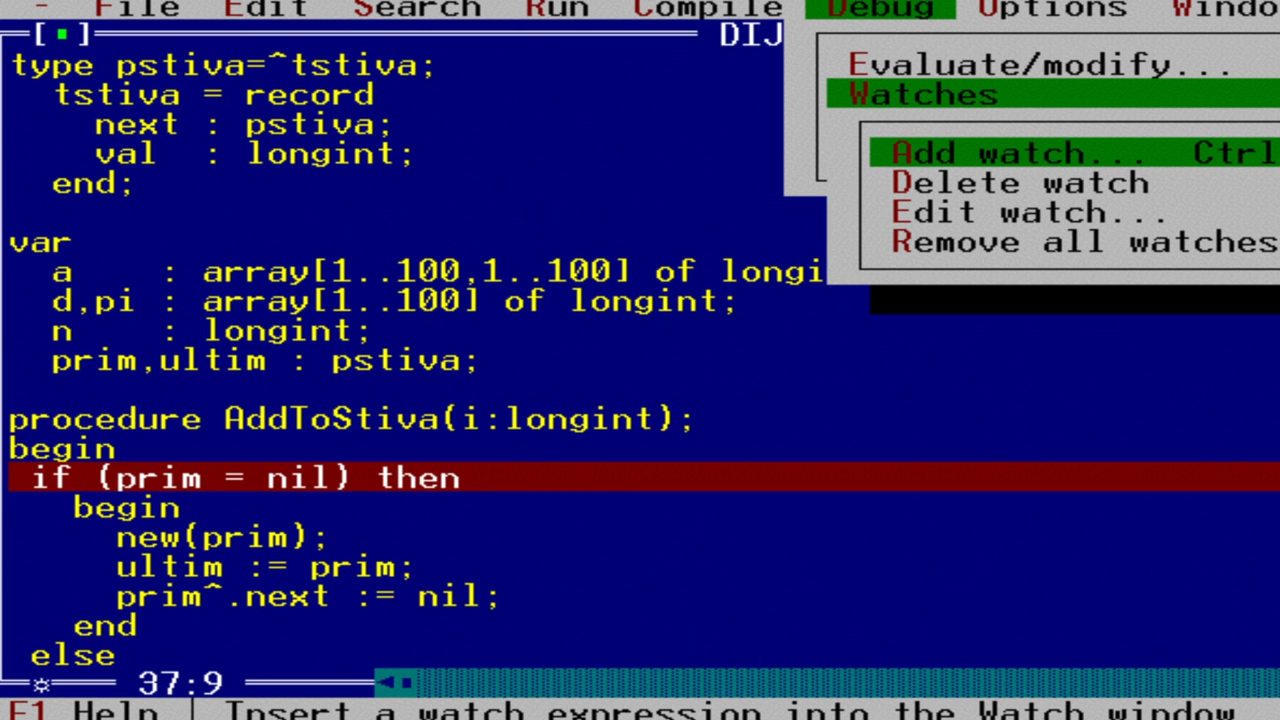 - File Edit Search Run Compile Debug Options Windo
[▪] DIJ
type pstiva=^tstiva;
tstiva = record
next : pstiva;
val : longint;
end;
var
a : array[1..100,1..100] of longi
d,pi : array[1..100] of longint;
n : longint;
prim,ultim : pstiva;
procedure AddToStiva(i:longint);
begin
if (prim = nil) then
begin
new(prim);
ultim := prim;
prim^.next := nil;
end
else
37:9
Evaluate/modify...
Watches
Add watch... Ctrl
Delete watch
Edit watch...
Remove all watches
F1 Help | Insert a watch expression into the Watch window